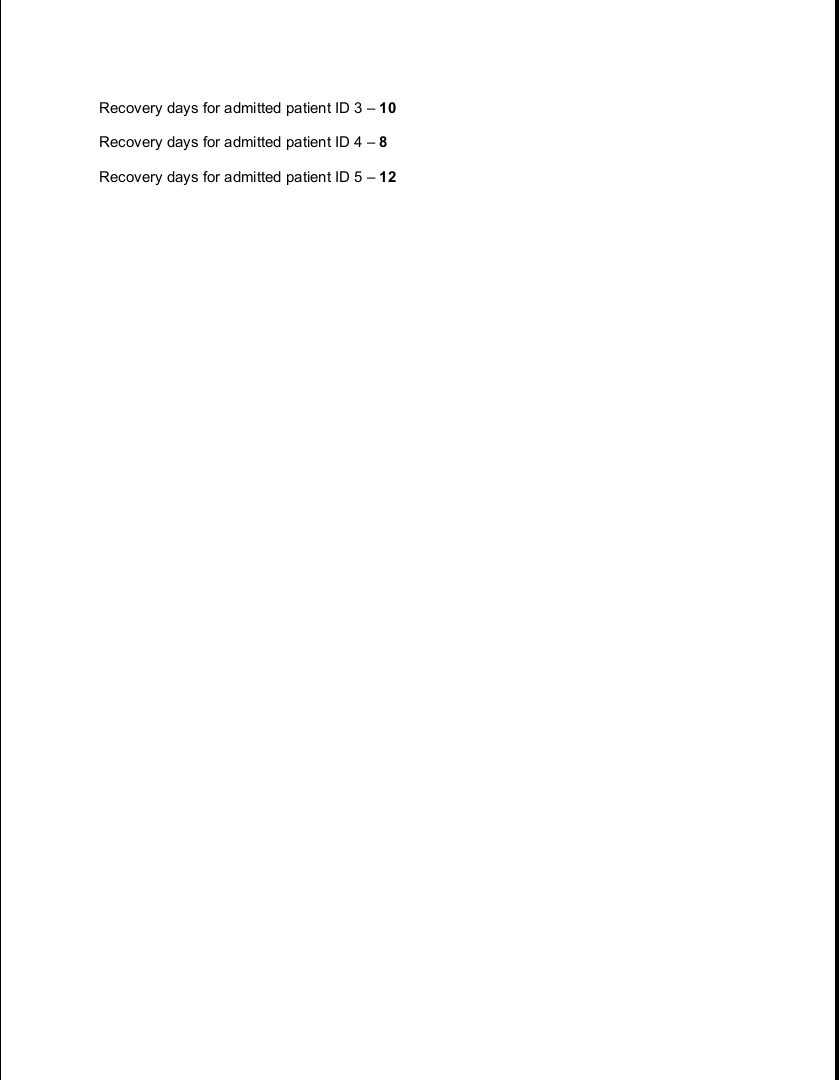 Recovery days for admitted patient ID 3 – 10
Recovery days for admitted patient ID 4 – 8
Recovery days for admitted patient ID 5 – 12